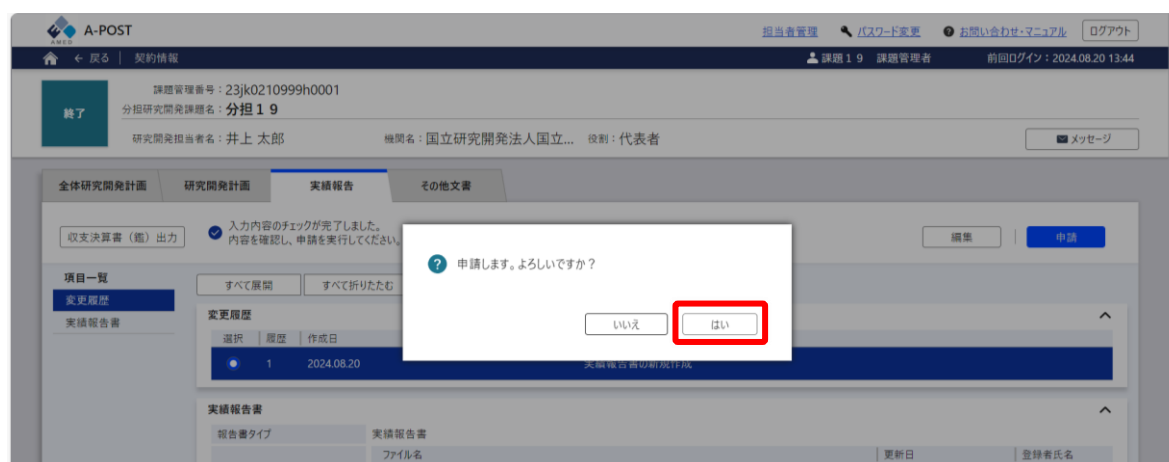 AMED A-POST 担当者管理 パスワード変更 お問い合わせ・マニュアル ログアウト
← 戻る 契約情報 課題19 課題管理者 前回ログイン：2024.08.20 13:44
終了
課題管理番号：23jk0210999h0001
分担研究開発課題名：分担19
研究開発担当者名：井上 太郎 機関名：国立研究開発法人国立... 役割：代表者 メッセージ
全体研究開発計画 研究開発計画 実績報告 その他文書
収支決算書（鑑）出力
入力内容のチェックが完了しました。
内容を確認し、申請を実行してください。
編集 申請
申請します。よろしいですか？
いいえ はい
項目一覧
変更履歴
実績報告書
すべて展開 すべて折りたたむ
変更履歴
選択 履歴 作成日
1 2024.08.20 実績報告書の新規作成
実績報告書
報告書タイプ 実績報告書
ファイル名 更新日 登録者氏名